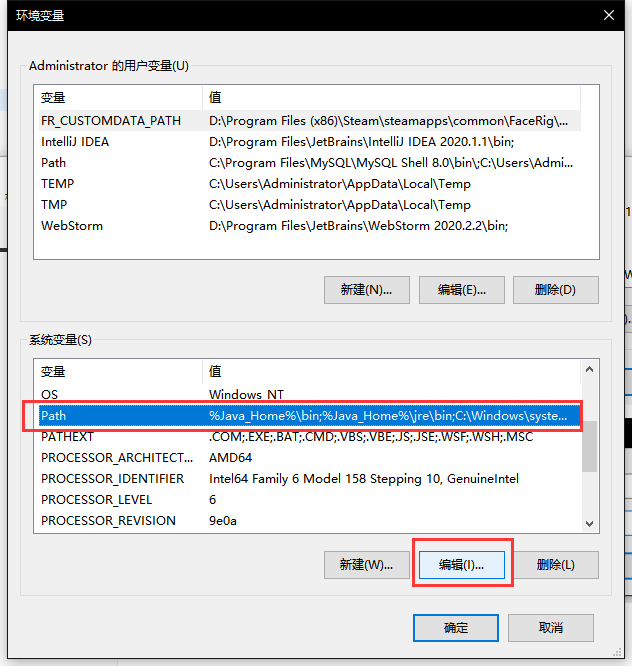 环境变量
Administrator 的用户变量(U)
变量 值
FR_CUSTOMDATA_PATH D:\Program Files (x86)\Steam\steamapps\common\FaceRig\...
IntelliJ IDEA D:\Program Files\JetBrains\IntelliJ IDEA 2020.1.1\bin;
Path C:\Program Files\MySQL\MySQL Shell 8.0\bin\;C:\Users\Admi...
TEMP C:\Users\Administrator\AppData\Local\Temp
TMP C:\Users\Administrator\AppData\Local\Temp
WebStorm D:\Program Files\JetBrains\WebStorm 2020.2.2\bin;
新建(N)... 编辑(E)... 删除(D)
系统变量(S)
变量 值
OS Windows_NT
Path %Java_Home%\bin;%Java_Home%\jre\bin;C:\Windows\syste...
PATHEXT .COM;.EXE;.BAT;.CMD;.VBS;.VBE;.JS;.JSE;.WSF;.WSH;.MSC
PROCESSOR_ARCHITECT... AMD64
PROCESSOR_IDENTIFIER Intel64 Family 6 Model 158 Stepping 10, GenuineIntel
PROCESSOR_LEVEL 6
PROCESSOR_REVISION 9e0a
新建(W)... 编辑(I)... 删除(L)
确定 取消